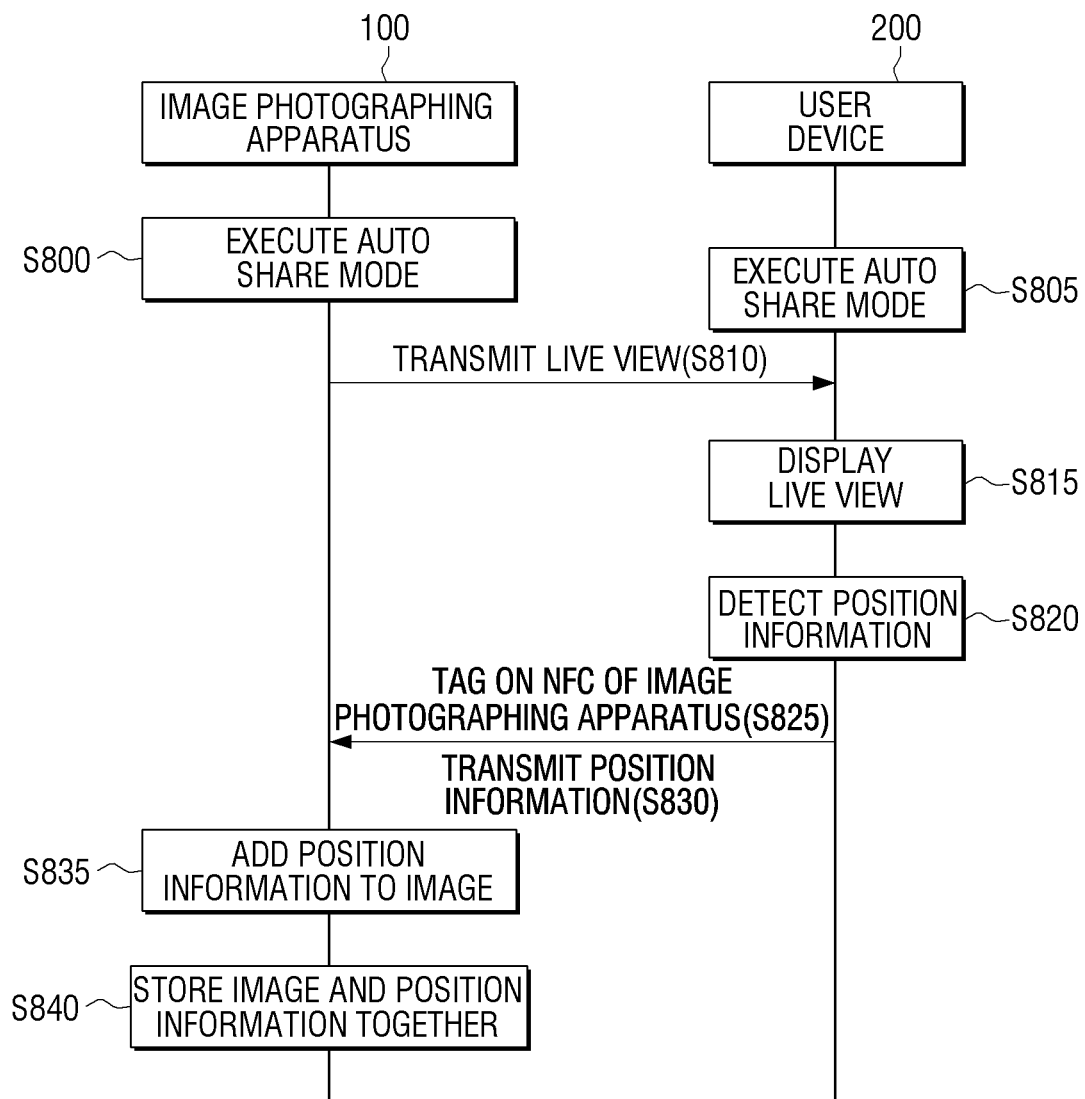 100
200
IMAGE PHOTOGRAPHING
APPARATUS
USER
DEVICE
S800
EXECUTE AUTO
SHARE MODE
EXECUTE AUTO
SHARE MODE
S805
TRANSMIT LIVE VIEW(S810)
DISPLAY
LIVE VIEW
S815
DETECT POSITION
INFORMATION
S820
TAG ON NFC OF IMAGE
PHOTOGRAPHING APPARATUS(S825)
TRANSMIT POSITION
INFORMATION(S830)
S835
ADD POSITION
INFORMATION TO IMAGE
S840
STORE IMAGE AND POSITION
INFORMATION TOGETHER